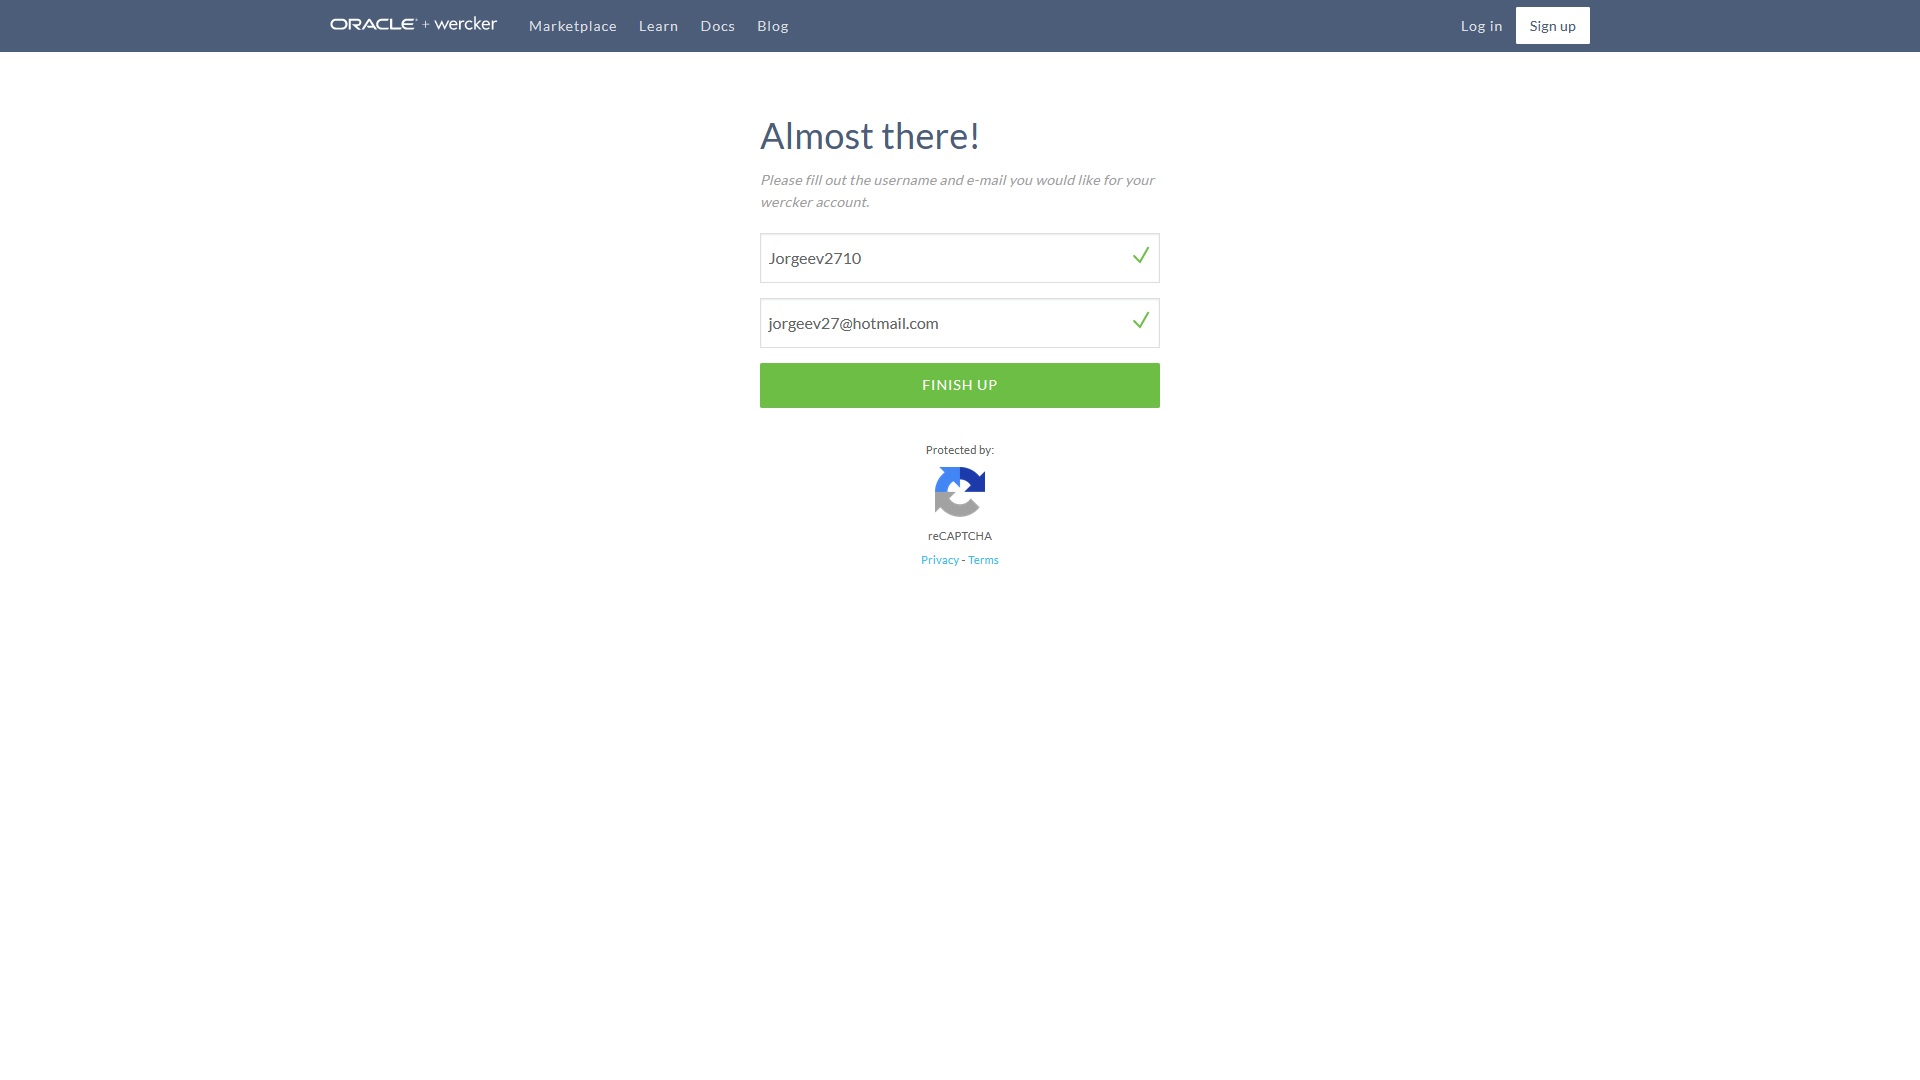 ORACLE + wercker Marketplace Learn Docs Blog Log in Sign up
Almost there!
Please fill out the username and e-mail you would like for your
wercker account.
Jorgeev2710
jorgeev27@hotmail.com
FINISH UP
Protected by:
reCAPTCHA
Privacy - Terms